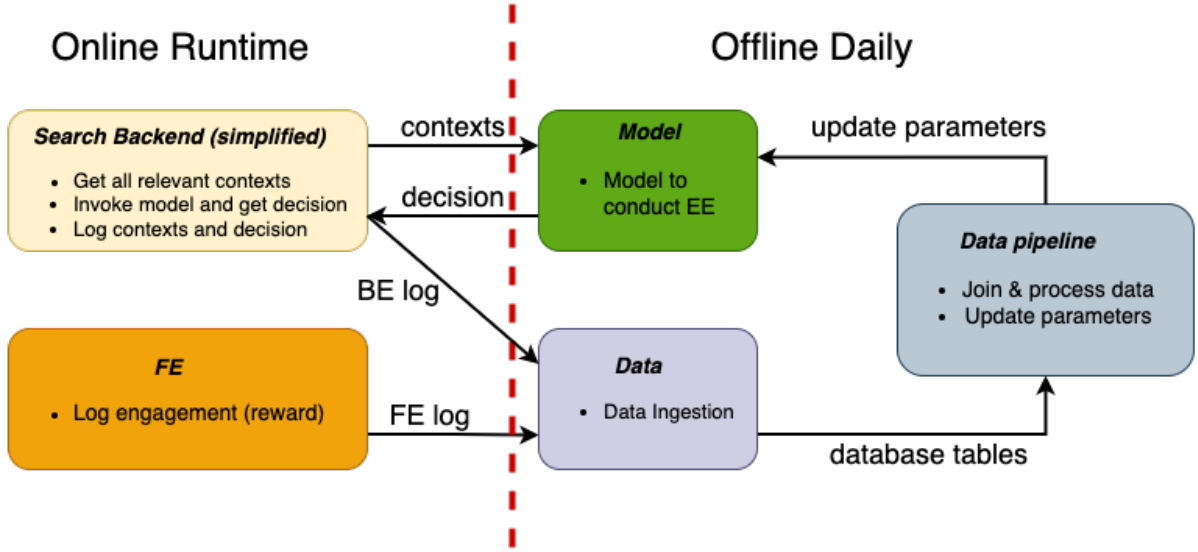 Online Runtime
Offline Daily
Search Backend (simplified)
• Get all relevant contexts
• Invoke model and get decision
• Log contexts and decision
contexts
decision
Model
• Model to
conduct EE
update parameters
Data pipeline
• Join & process data
• Update parameters
BE log
FE
• Log engagement (reward)
FE log
Data
• Data Ingestion
database tables